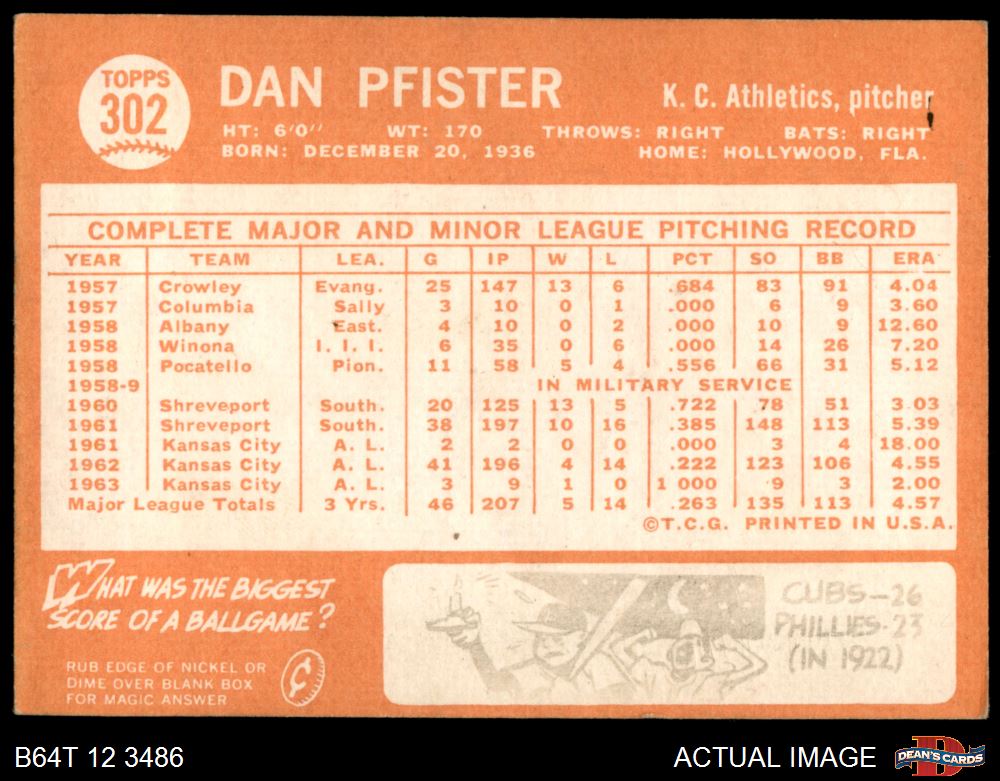 TOPPS
302
DAN PFISTER
K. C. Athletics, pitcher
HT: 6'0" WT: 170 THROWS: RIGHT BATS: RIGHT
BORN: DECEMBER 20, 1936 HOME: HOLLYWOOD, FLA.
COMPLETE MAJOR AND MINOR LEAGUE PITCHING RECORD
YEAR TEAM LEA. G IP W L PCT SO BB ERA
1957 Crowley Evang. 25 147 13 6 .684 83 91 4.04
1957 Columbia Sally 3 10 0 1 .000 6 9 3.60
1958 Albany East. 4 10 0 2 .000 10 9 12.60
1958 Winona I. I. I. 6 35 0 6 .000 14 26 7.20
1958 Pocatello Pion. 11 58 5 4 .556 66 31 5.12
1958-9 IN MILITARY SERVICE
1960 Shreveport South. 20 125 13 5 .722 78 51 3.03
1961 Shreveport South. 38 197 10 16 .385 148 113 5.39
1961 Kansas City A. L. 2 2 0 0 .000 3 4 18.00
1962 Kansas City A. L. 41 196 4 14 .222 123 106 4.55
1963 Kansas City A. L. 3 9 1 0 1 000 9 3 2.00
Major League Totals 3 Yrs. 46 207 5 14 .263 135 113 4.57
©T.C.G. PRINTED IN U.S.A.
WHAT WAS THE BIGGEST
SCORE OF A BALLGAME?
RUB EDGE OF NICKEL OR
DIME OVER BLANK BOX
FOR MAGIC ANSWER
¢
CUBS-26
PHILLIES-23
(IN 1922)
B64T 12 3486
ACTUAL IMAGE
DEAN'S CARDS